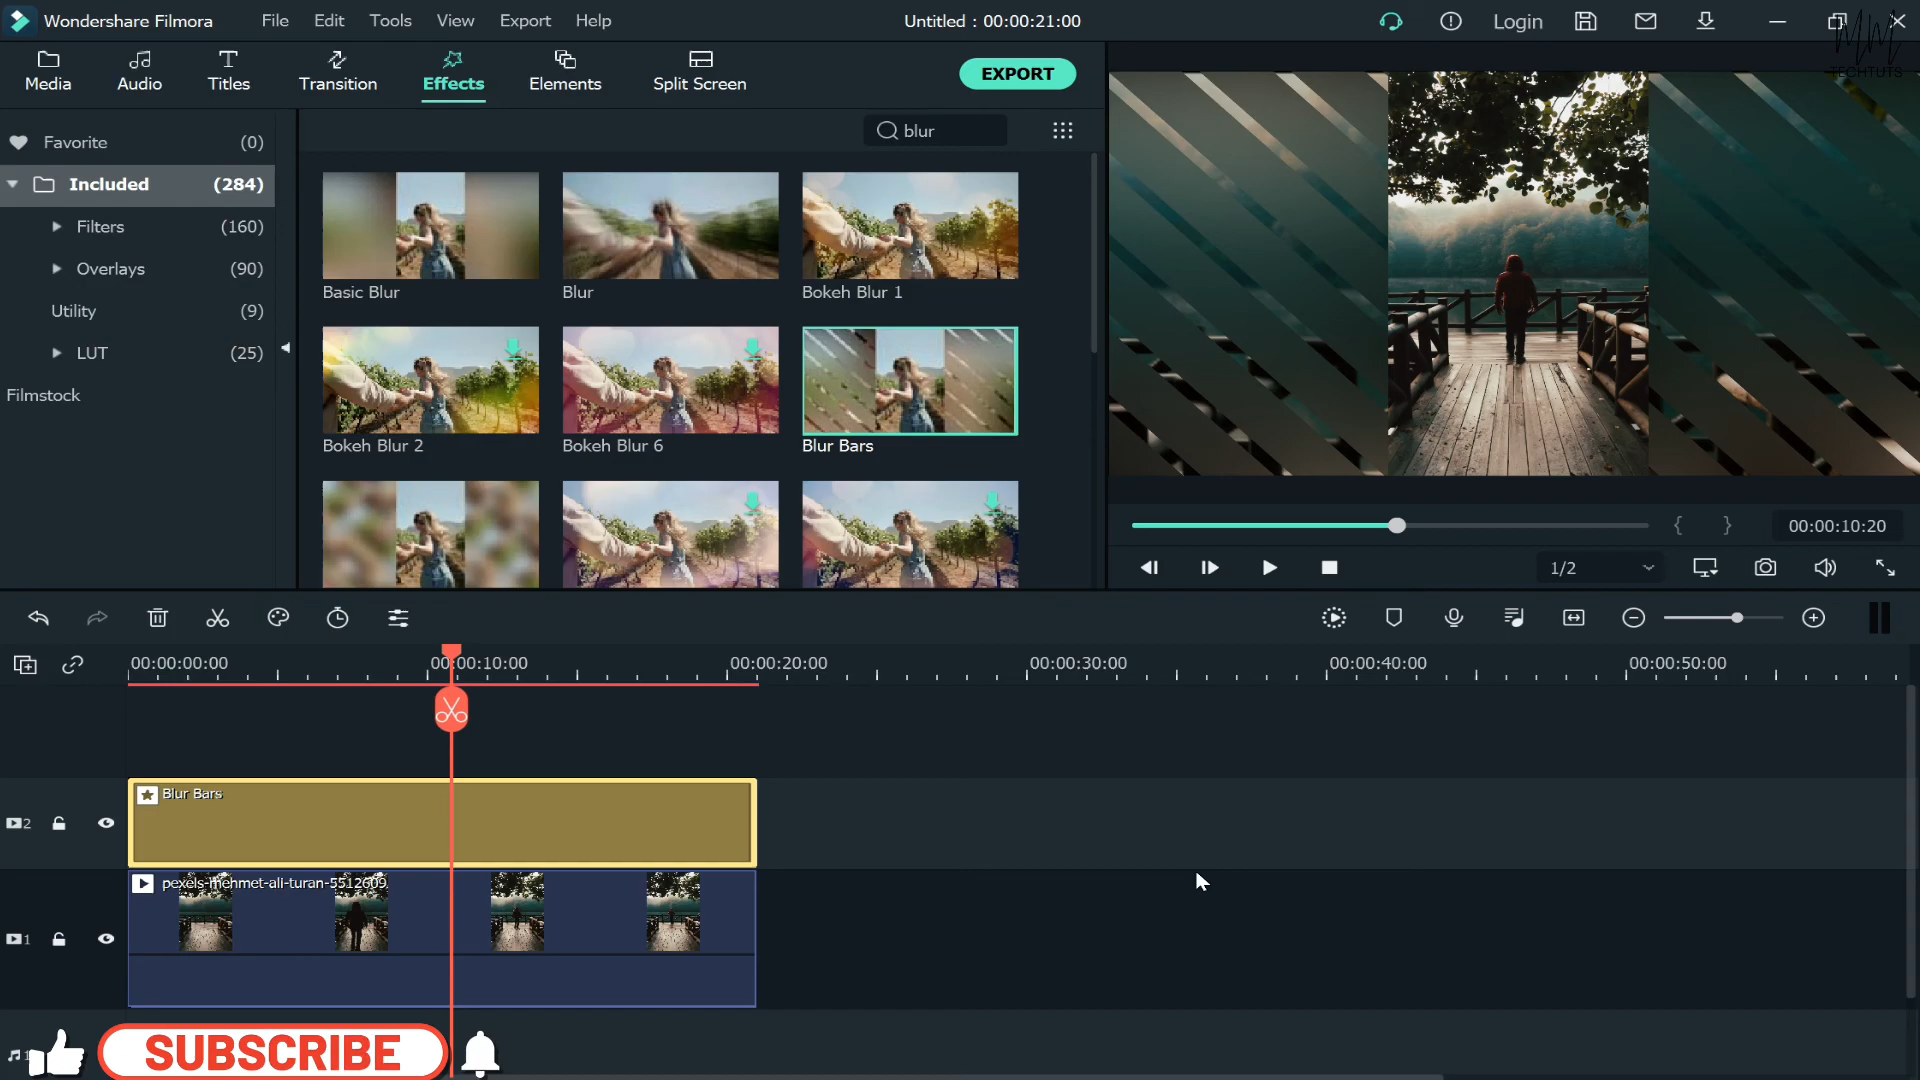 Wondershare Filmora File Edit Tools View Export Help Untitled : 00:00:21:00 Login
TECHTUTS
Media Audio Titles Transition Effects Elements Split Screen EXPORT
Favorite (0)
Included (284)
Filters (160)
Overlays (90)
Utility (9)
LUT (25)
Filmstock
blur
Basic Blur Blur Bokeh Blur 1
Bokeh Blur 2 Bokeh Blur 6 Blur Bars
{ } 00:00:10:20
1/2
00:00:00:00 00:00:10:00 00:00:20:00 00:00:30:00 00:00:40:00 00:00:50:00
2 Blur Bars
1 pexels-mehmet-ali-turan-5512609
1 SUBSCRIBE